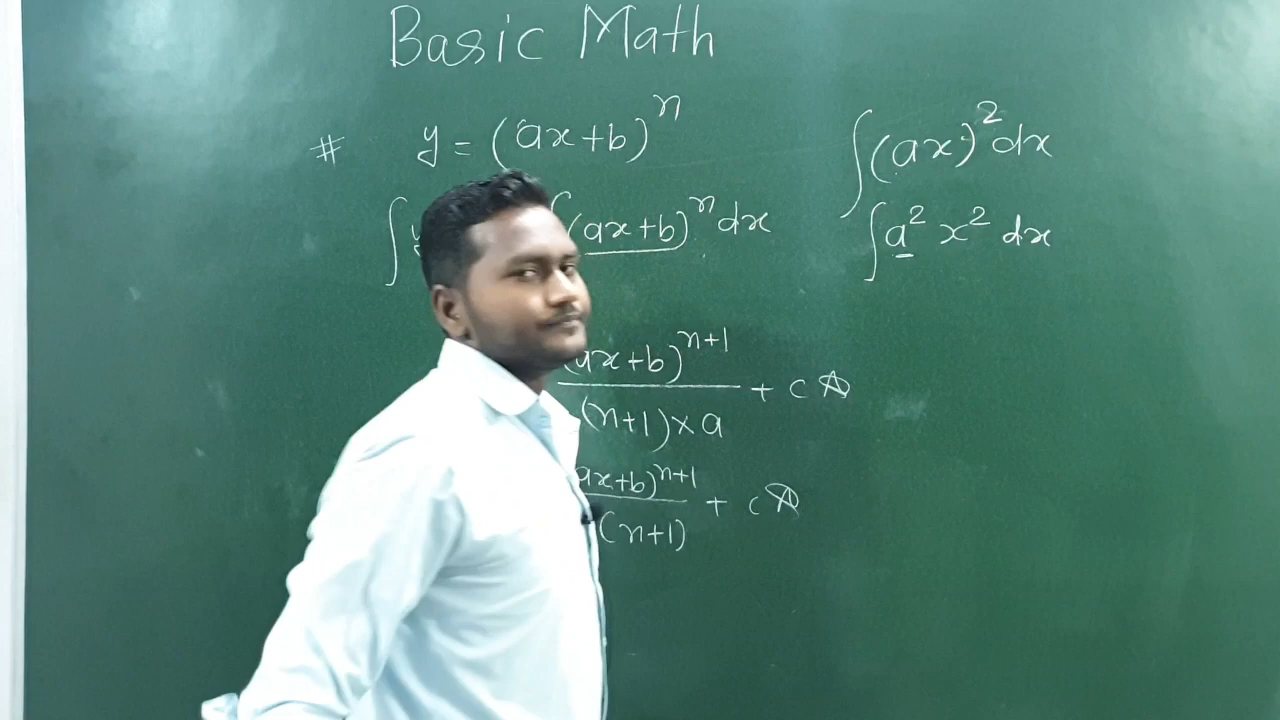 Basic Math
# y = (ax+b)^n
∫ ∫(ax+b)^n dx
(ax+b)^{n+1} / (n+1)×a + c ☆
ax+b)^{n+1} / (n+1) + c ☆
∫(ax)^2 dx
∫a^2 x^2 dx